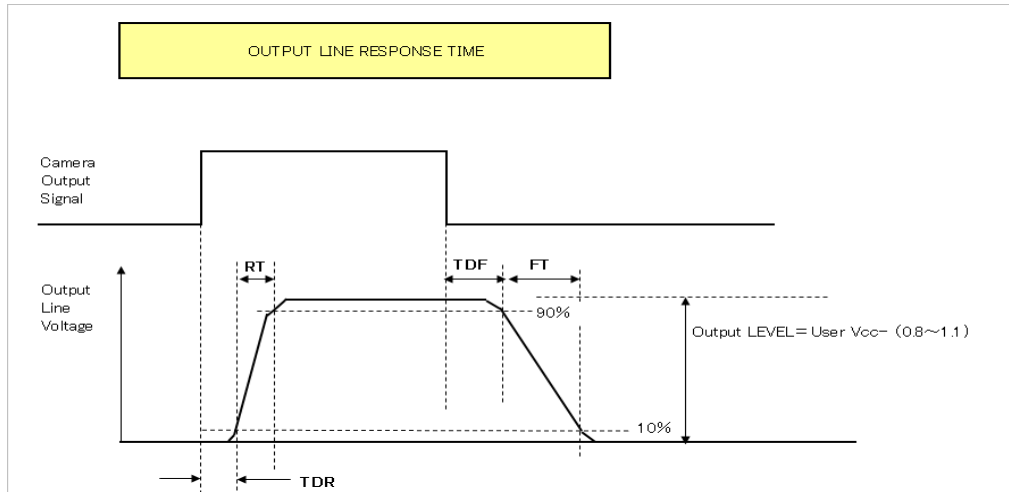 OUTPUT LINE RESPONSE TIME
Camera
Output
Signal
RT
TDF
FT
Output
Line
Voltage
90%
Output LEVEL=User Vcc-（0.8～1.1）
10%
TDR